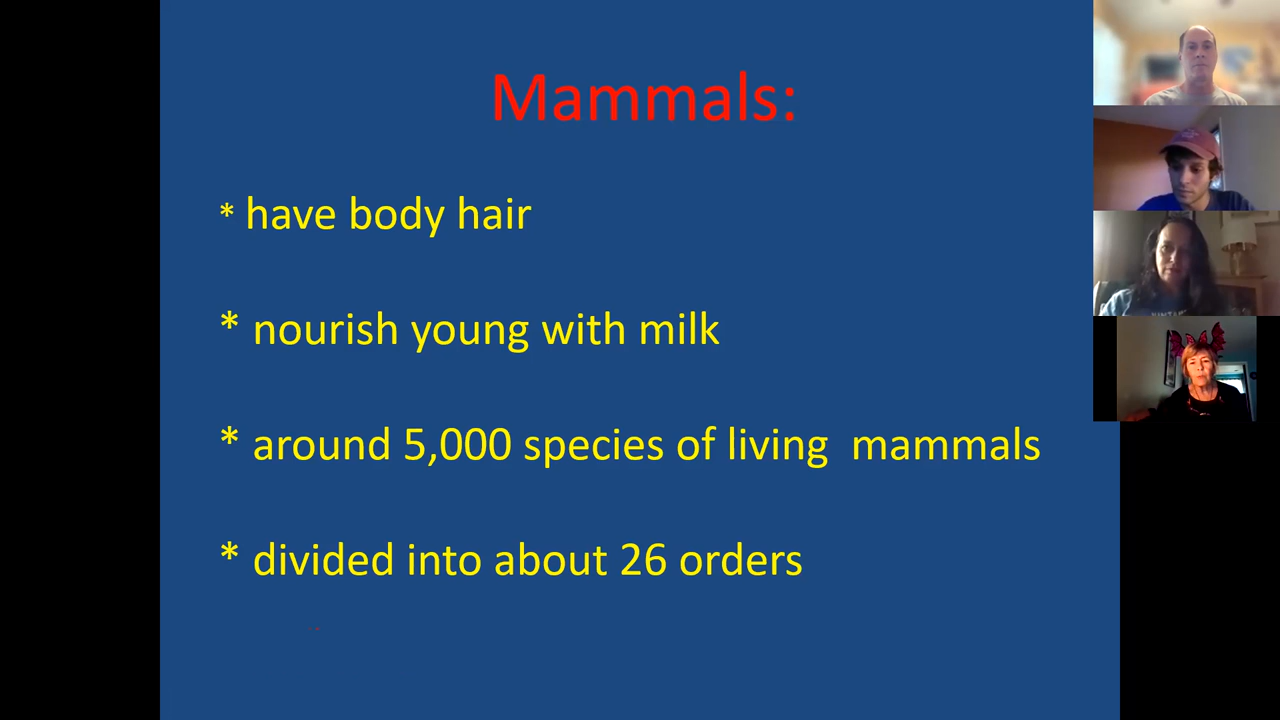 Mammals:
* have body hair
* nourish young with milk
* around 5,000 species of living  mammals
* divided into about 26 orders